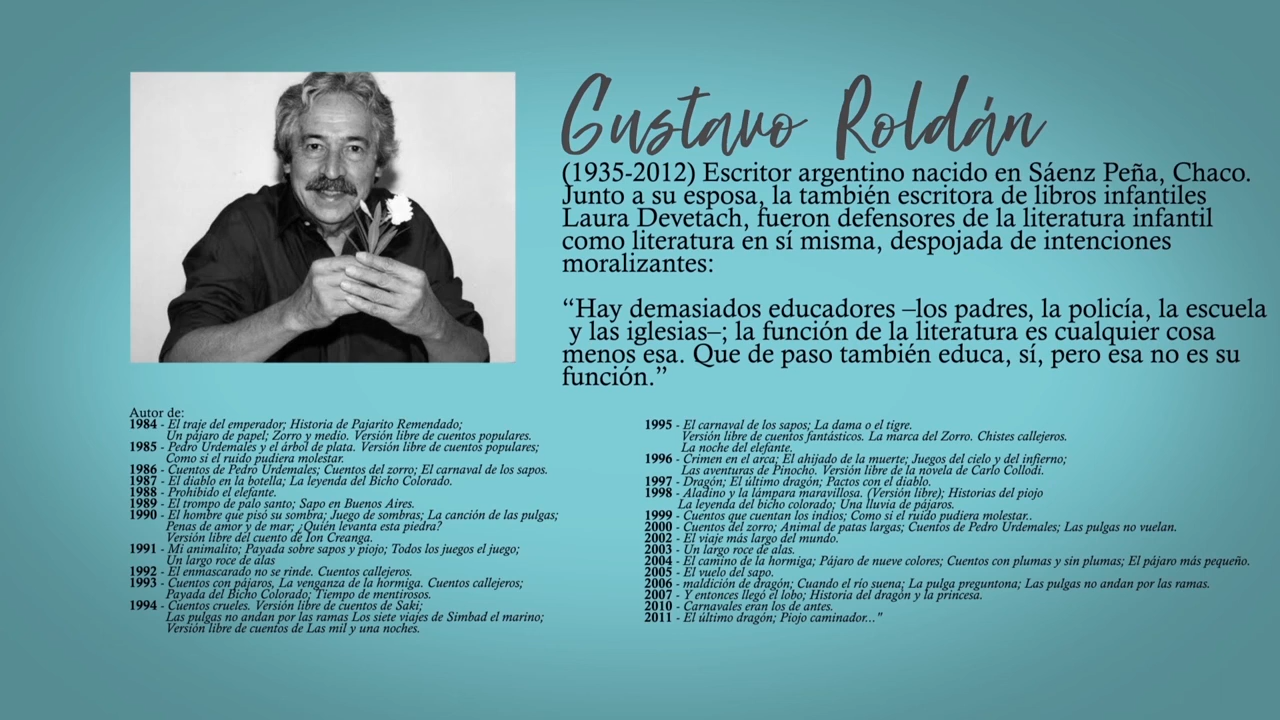 Gustavo Roldán
(1935-2012) Escritor argentino nacido en Sáenz Peña, Chaco.
Junto a su esposa, la también escritora de libros infantiles
Laura Devetach, fueron defensores de la literatura infantil
como literatura en sí misma, despojada de intenciones
moralizantes:
“Hay demasiados educadores –los padres, la policía, la escuela
y las iglesias–; la función de la literatura es cualquier cosa
menos esa. Que de paso también educa, sí, pero esa no es su
función.”
Autor de:
1984 - El traje del emperador; Historia de Pajarito Remendado;
Un pájaro de papel; Zorro y medio. Versión libre de cuentos populares.
1985 - Pedro Urdemales y el árbol de plata. Versión libre de cuentos populares;
Como si el ruido pudiera molestar.
1986 - Cuentos de Pedro Urdemales; Cuentos del zorro; El carnaval de los sapos.
1987 - El diablo en la botella; La leyenda del Bicho Colorado.
1988 - Prohibido el elefante.
1989 - El trompo de palo santo; Sapo en Buenos Aires.
1990 - El hombre que pisó su sombra; Juego de sombras; La canción de las pulgas;
Penas de amor y de mar; ¿Quién levanta esta piedra?
Versión libre del cuento de Ion Creanga.
1991 - Mi animalito; Payada sobre sapos y piojo; Todos los juegos el juego;
Un largo roce de alas
1992 - El enmascarado no se rinde. Cuentos callejeros.
1993 - Cuentos con pájaros, La venganza de la hormiga. Cuentos callejeros;
Payada del Bicho Colorado; Tiempo de mentirosos.
1994 - Cuentos crueles. Versión libre de cuentos de Saki;
Las pulgas no andan por las ramas Los siete viajes de Simbad el marino;
Versión libre de cuentos de Las mil y una noches.
1995 - El carnaval de los sapos; La dama o el tigre.
Versión libre de cuentos fantásticos. La marca del Zorro. Chistes callejeros.
La noche del elefante.
1996 - Crimen en el arca; El ahijado de la muerte; Juegos del cielo y del infierno;
Las aventuras de Pinocho. Versión libre de la novela de Carlo Collodi.
1997 - Dragón; El último dragón; Pactos con el diablo.
1998 - Aladino y la lámpara maravillosa. (Versión libre); Historias del piojo
La leyenda del bicho colorado; Una lluvia de pájaros.
1999 - Cuentos que cuentan los indios; Como si el ruido pudiera molestar..
2000 - Cuentos del zorro; Animal de patas largas; Cuentos de Pedro Urdemales; Las pulgas no vuelan.
2002 - El viaje más largo del mundo.
2003 - Un largo roce de alas.
2004 - El camino de la hormiga; Pájaro de nueve colores; Cuentos con plumas y sin plumas; El pájaro más pequeño.
2005 - El vuelo del sapo.
2006 - maldición de dragón; Cuando el río suena; La pulga preguntona; Las pulgas no andan por las ramas.
2007 - Y entonces llegó el lobo; Historia del dragón y la princesa.
2010 - Carnavales eran los de antes.
2011 - El último dragón; Piojo caminador..."